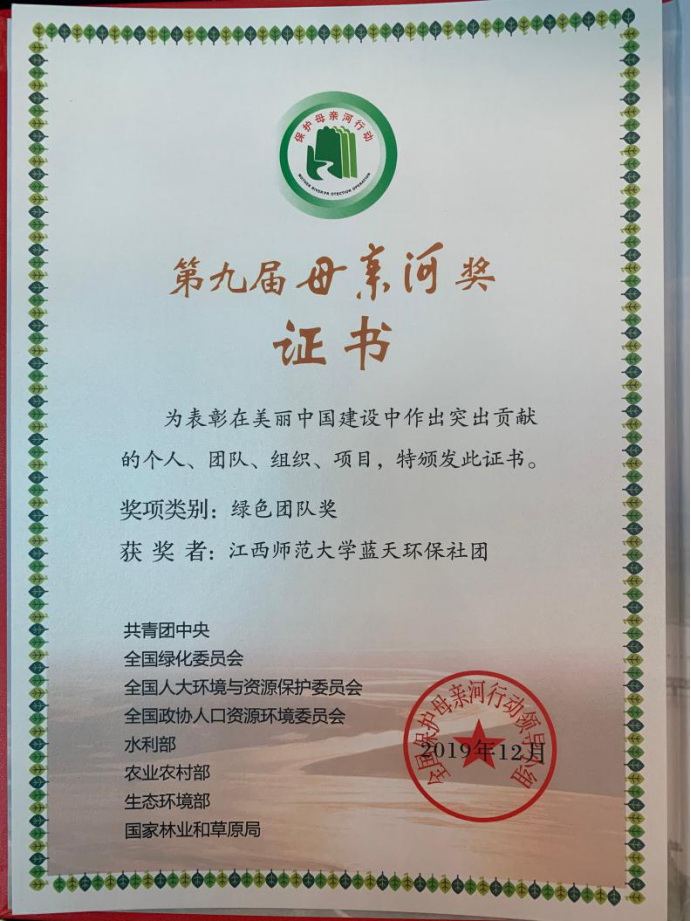 保护母亲河行动
MOTHER RIVER PROTECTION OPERATION
第九届母亲河奖
证书
为表彰在美丽中国建设中作出突出贡献
的个人、团队、组织、项目，特颁发此证书。
奖项类别：绿色团队奖
获奖者：江西师范大学蓝天环保社团
共青团中央
全国绿化委员会
全国人大环境与资源保护委员会
全国政协人口资源环境委员会
水利部
农业农村部
生态环境部
国家林业和草原局
全国保护母亲河行动领导小组
2019年12月